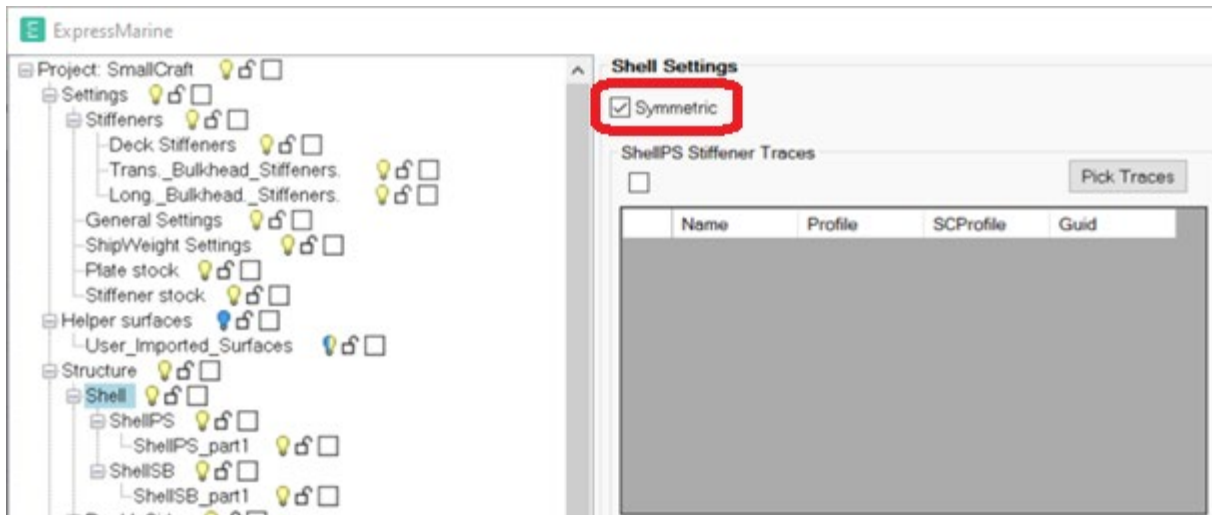 ExpressMarine
Project: SmallCraft
Settings
Stiffeners
Deck Stiffeners
Trans._Bulkhead_Stiffeners.
Long._Bulkhead._Stiffeners.
General Settings
ShipWeight Settings
Plate stock
Stiffener stock
Helper surfaces
User_Imported_Surfaces
Structure
Shell
ShellPS
ShellPS_part1
ShellSB
ShellSB_part1
Shell Settings
Symmetric
ShellPS Stiffener Traces
Pick Traces
Name Profile SCProfile Guid